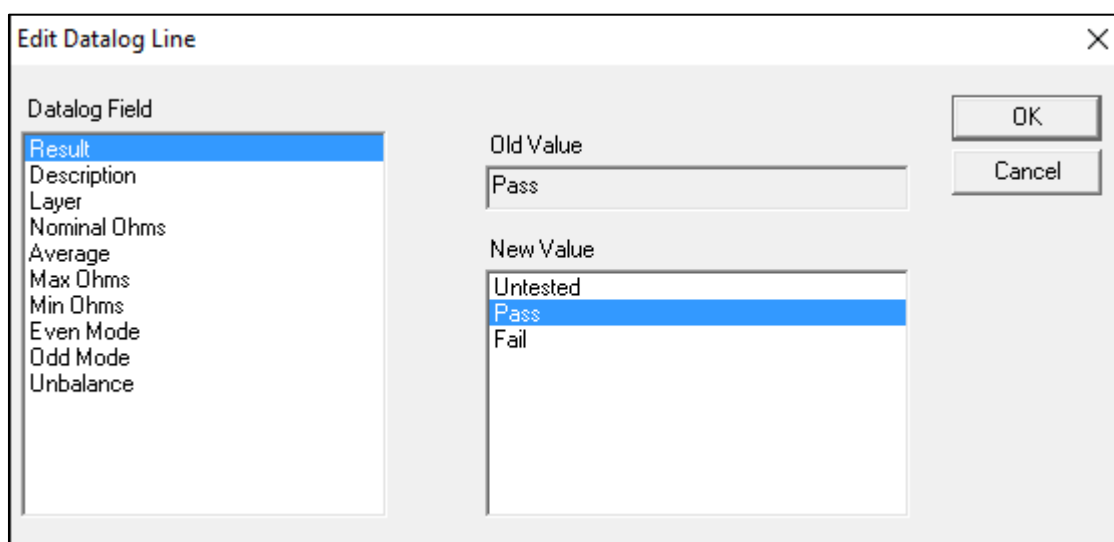 Edit Datalog Line
Datalog Field
Result
Description
Layer
Nominal Ohms
Average
Max Ohms
Min Ohms
Even Mode
Odd Mode
Unbalance
Old Value
Pass
New Value
Untested
Pass
Fail
OK
Cancel